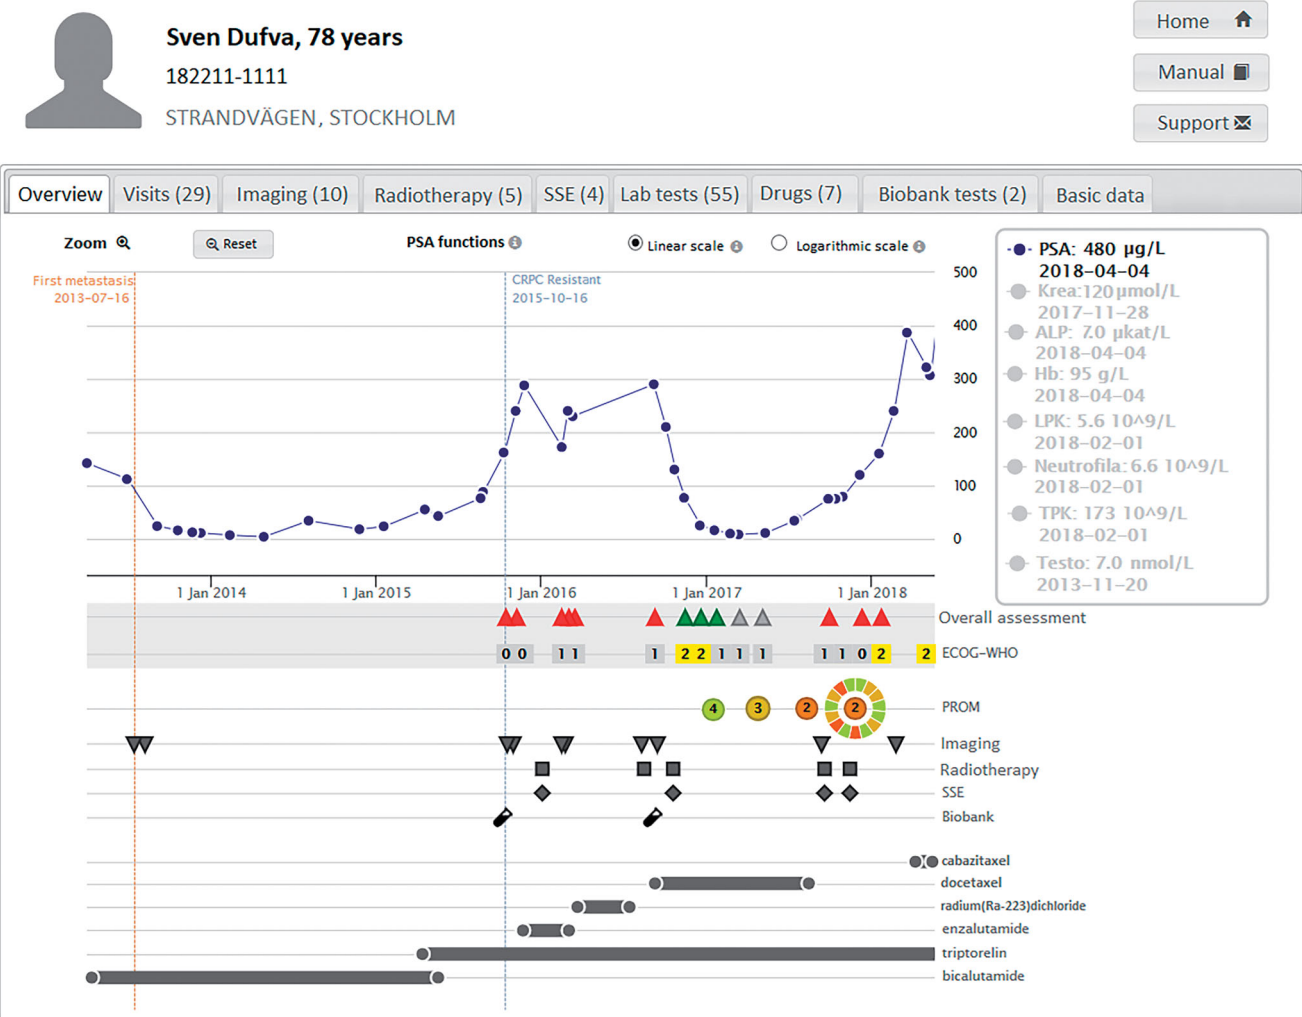 Sven Dufva, 78 years
182211-1111
STRANDVÄGEN, STOCKHOLM
Home
Manual
Support
Overview
Visits (29)
Imaging (10)
Radiotherapy (5)
SSE (4)
Lab tests (55)
Drugs (7)
Biobank tests (2)
Basic data
Zoom
Reset
PSA functions
Linear scale
Logarithmic scale
First metastasis
2013-07-16
CRPC Resistant
2015-10-16
500
400
300
200
100
0
PSA: 480 µg/L
2018-04-04
Krea:120 µmol/L
2017-11-28
ALP: 7.0 µkat/L
2018-04-04
Hb: 95 g/L
2018-04-04
LPK: 5.6 10^9/L
2018-02-01
Neutrofila: 6.6 10^9/L
2018-02-01
TPK: 173 10^9/L
2018-02-01
Testo: 7.0 nmol/L
2013-11-20
1 Jan 2014
1 Jan 2015
1 Jan 2016
1 Jan 2017
1 Jan 2018
Overall assessment
0 0 1 1 1 2 2 1 1 1 1 1 0 2 2 ECOG-WHO
4 3 2 2 PROM
Imaging
Radiotherapy
SSE
Biobank
cabazitaxel
docetaxel
radium(Ra-223)dichloride
enzalutamide
triptorelin
bicalutamide